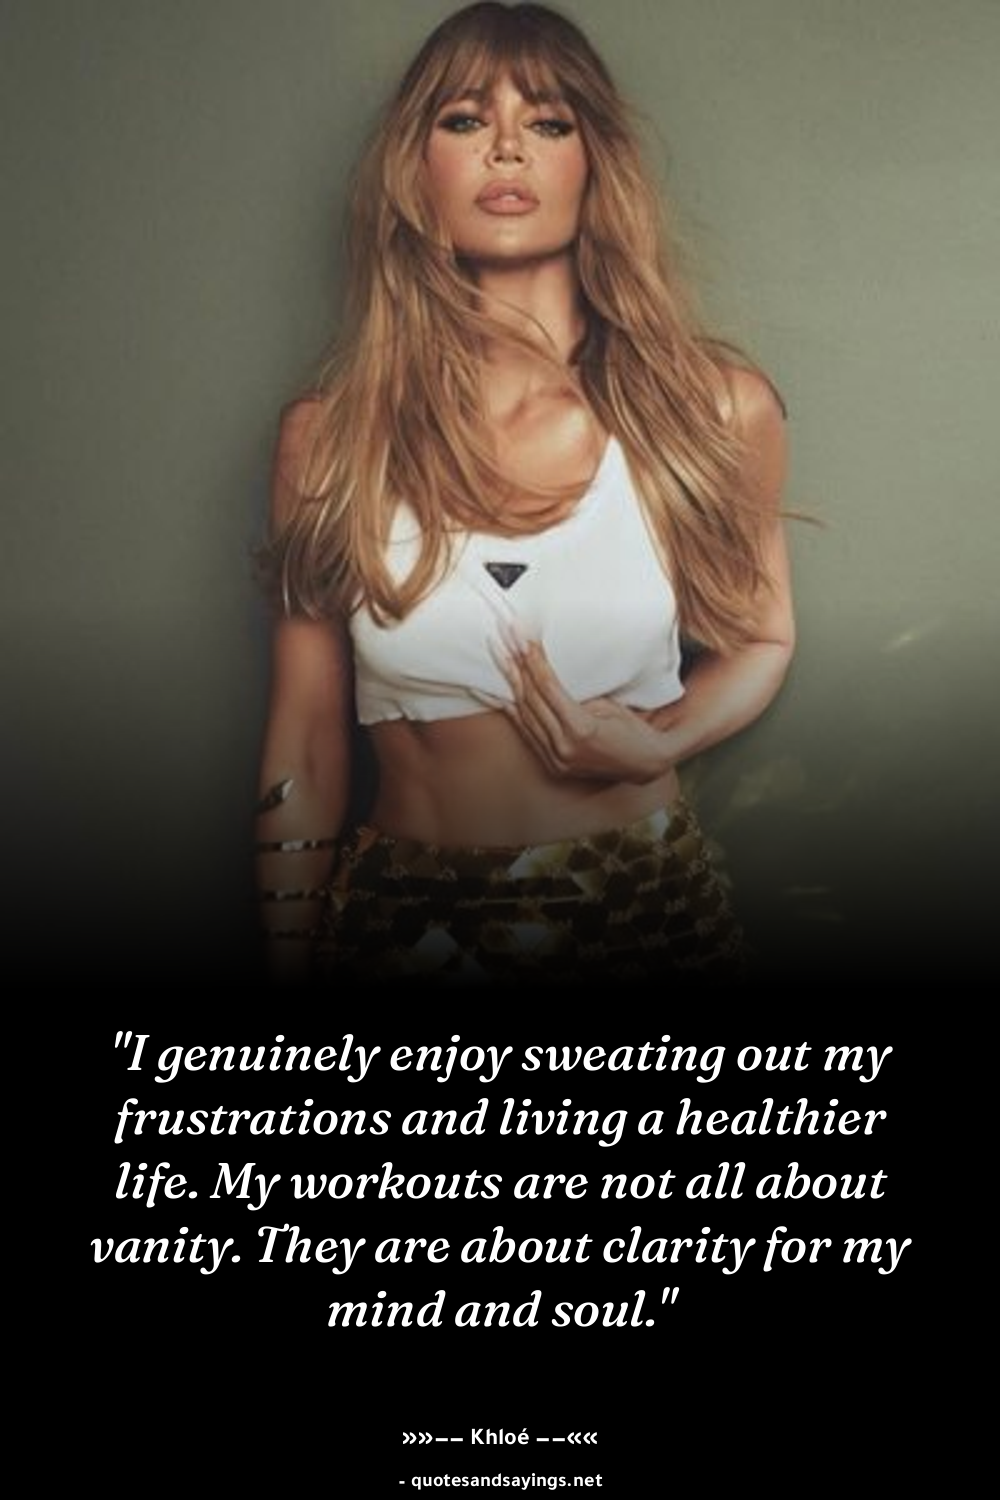 "I genuinely enjoy sweating out my
frustrations and living a healthier
life. My workouts are not all about
vanity. They are about clarity for my
mind and soul."
»»–– Khloé ––««
- quotesandsayings.net